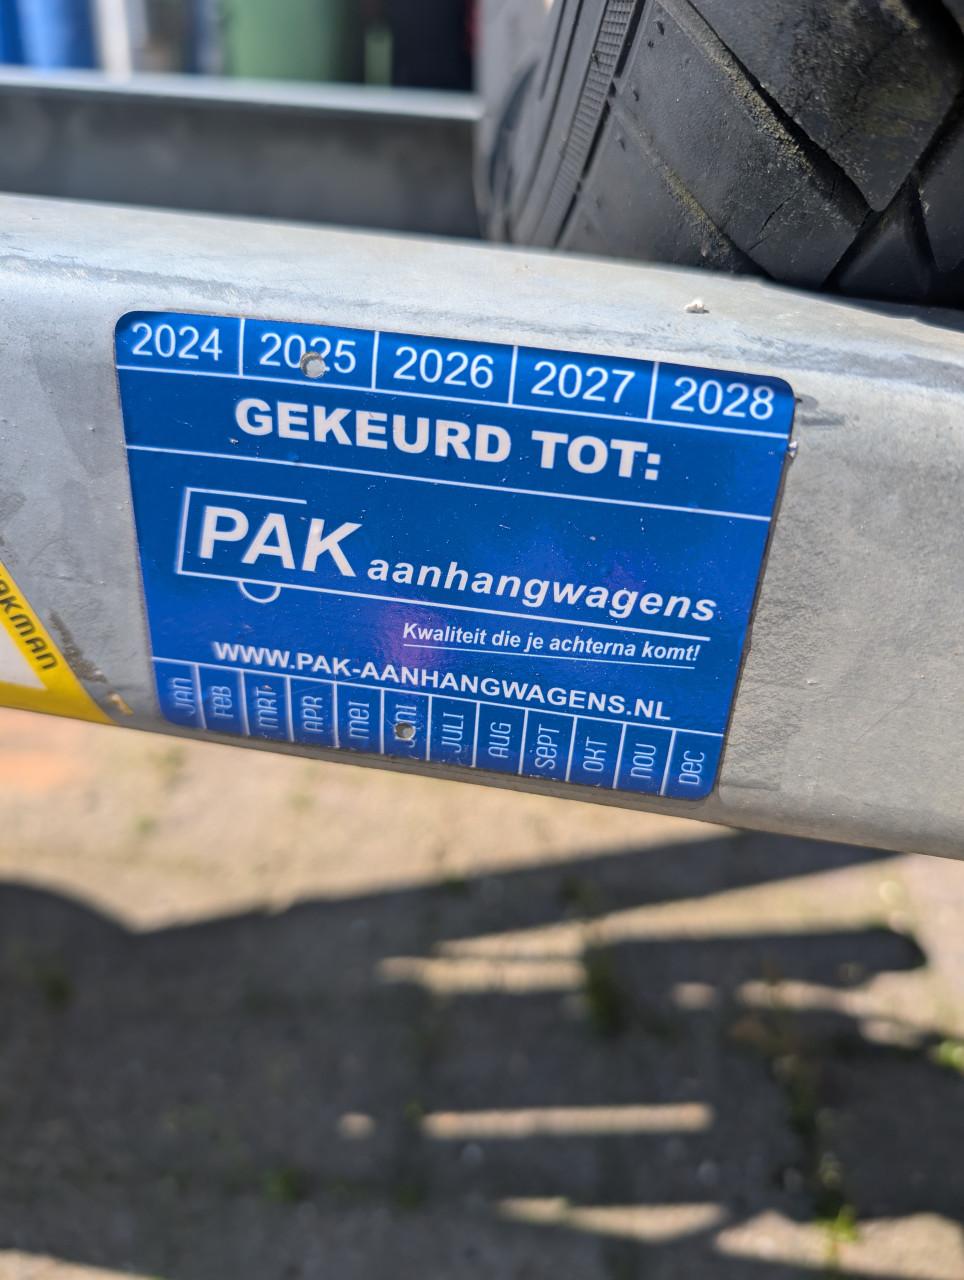 2024 2025 2026 2027 2028
GEKEURD TOT:
PAK aanhangwagens
Kwaliteit die je achterna komt!
WWW.PAK-AANHANGWAGENS.NL
JAN FEB MRT APR MEI JUNI JULI AUG SEPT OKT NOV DEC